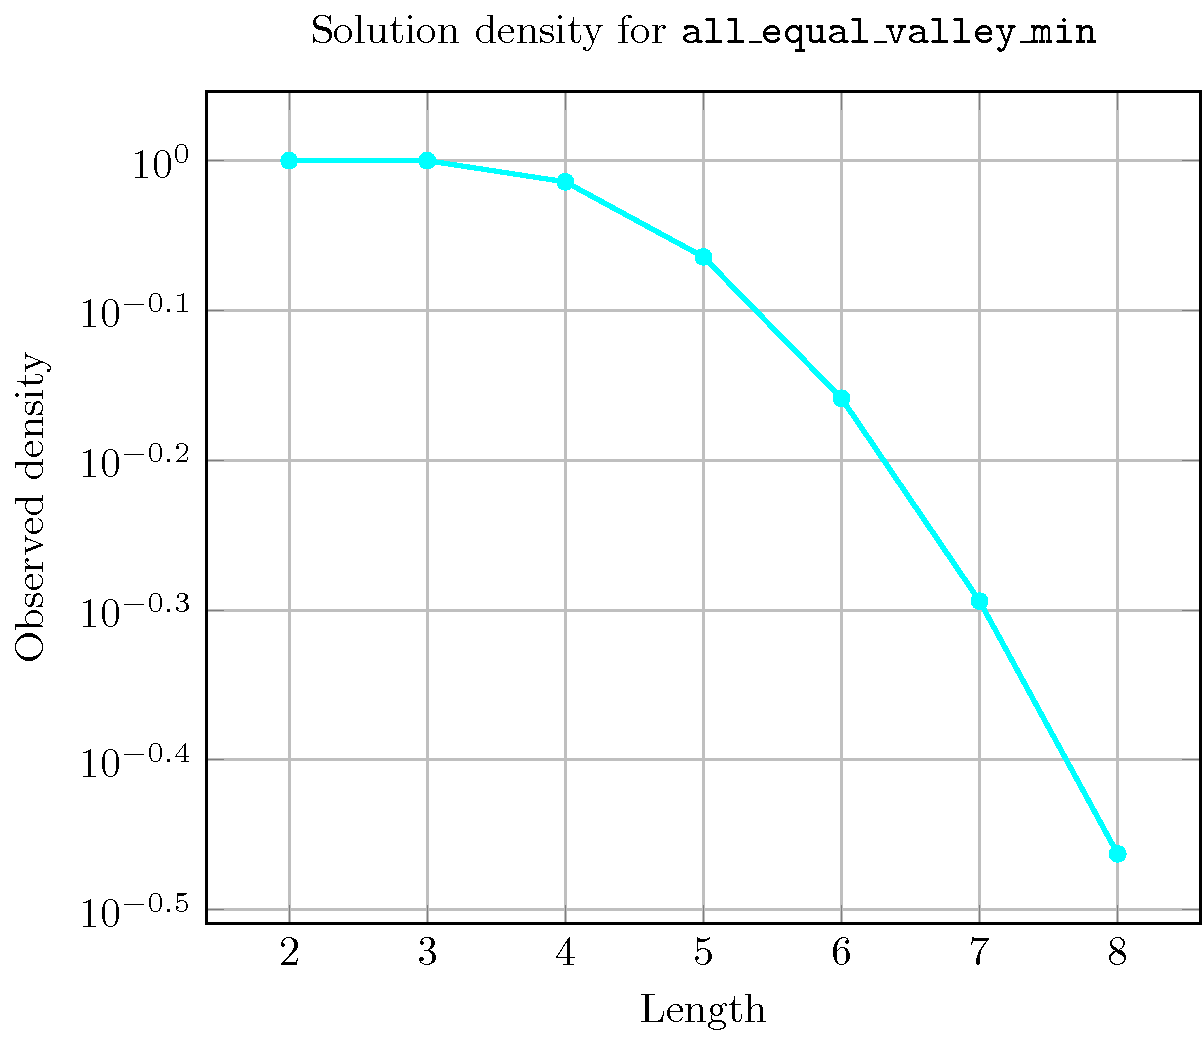 Solution density for all_equal_valley_min
10^0
10^−0.1
10^−0.2
10^−0.3
10^−0.4
10^−0.5
Observed density
2 3 4 5 6 7 8
Length